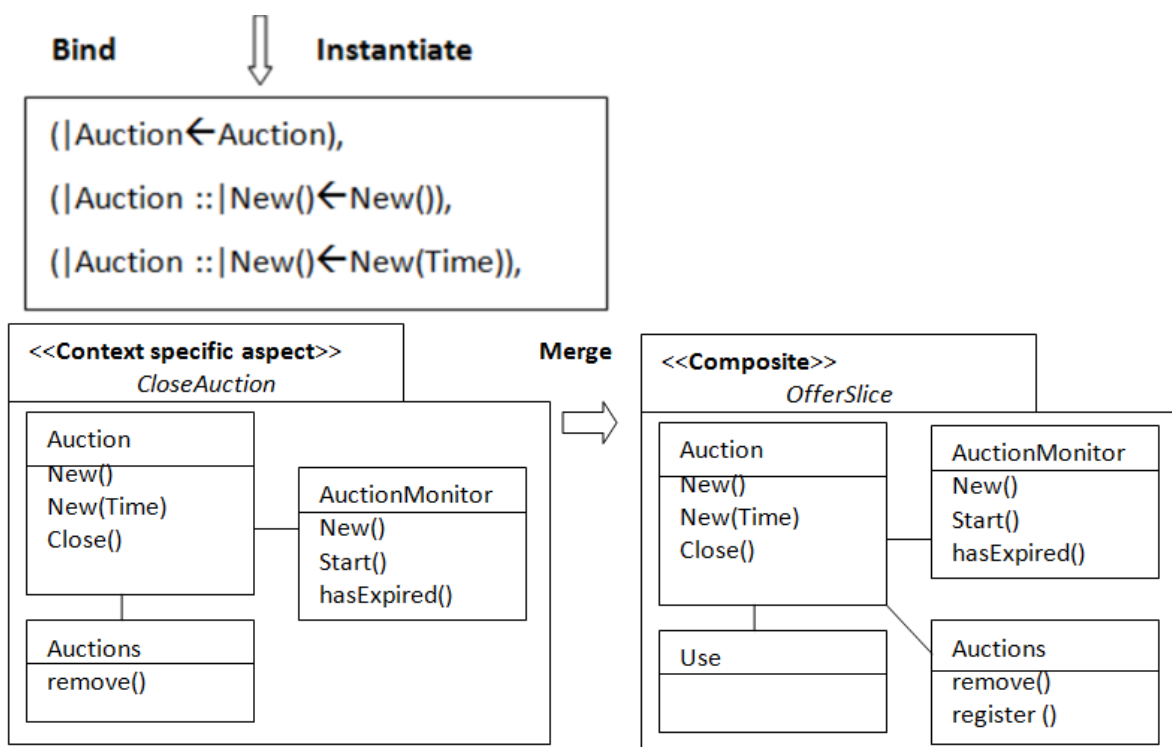 Bind Instantiate
(|Auction←Auction),
(|Auction ::|New()←New()),
(|Auction ::|New()←New(Time)),
<<Context specific aspect>>
CloseAuction
Auction
New()
New(Time)
Close()
AuctionMonitor
New()
Start()
hasExpired()
Auctions
remove()
Merge
<<Composite>>
OfferSlice
Auction
New()
New(Time)
Close()
AuctionMonitor
New()
Start()
hasExpired()
Use
Auctions
remove()
register ()